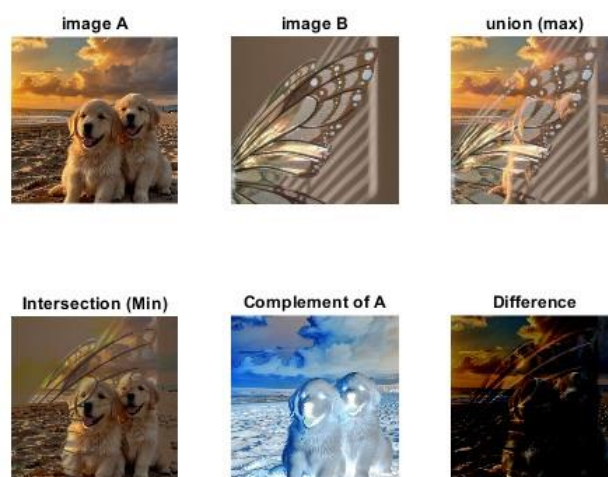 image A
image B
union (max)
Intersection (Min)
Complement of A
Difference